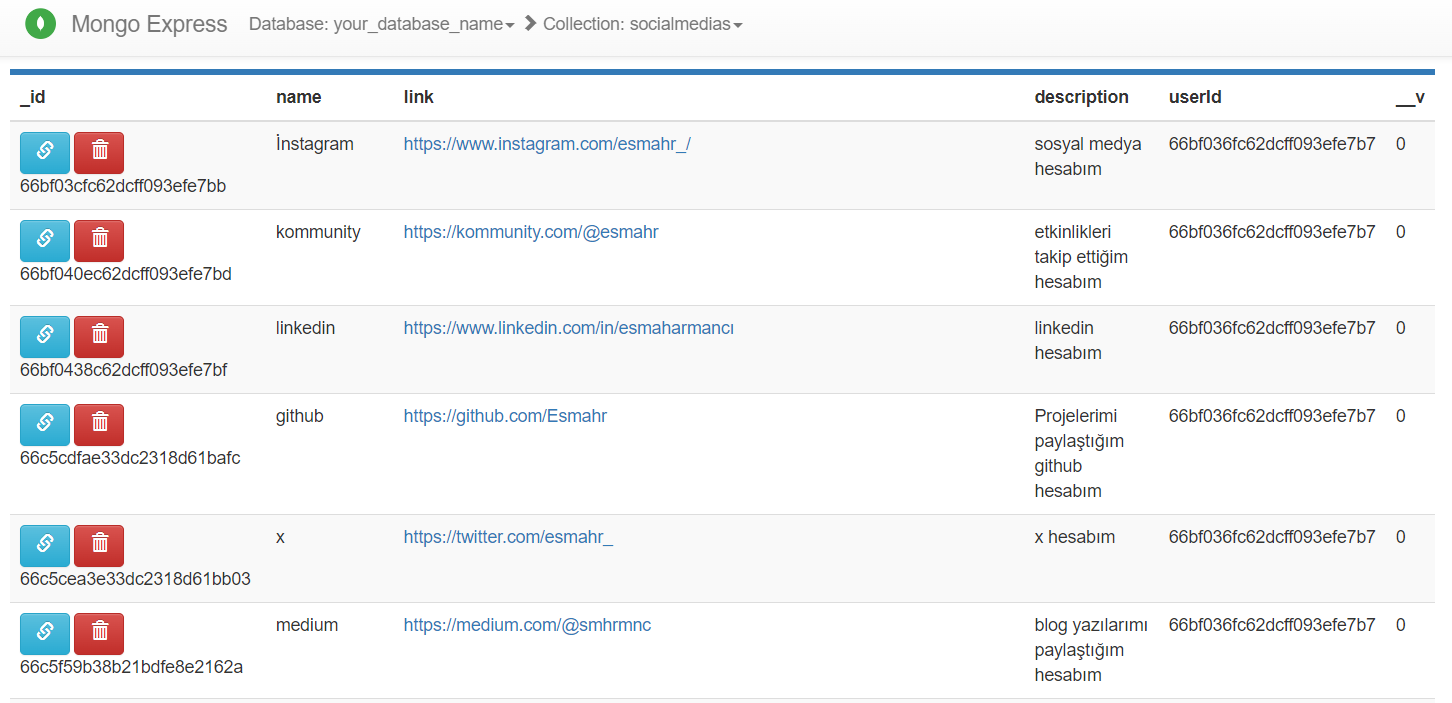 Mongo Express Database: your_database_name Collection: socialmedias
_id name link description userId __v
İnstagram https://www.instagram.com/esmahr_/ sosyal medya 66bf036fc62dcff093efe7b7 0
hesabım
66bf03cfc62dcff093efe7bb
kommunity https://kommunity.com/@esmahr etkinlikleri 66bf036fc62dcff093efe7b7 0
takip ettiğim
66bf040ec62dcff093efe7bd
hesabım
linkedin https://www.linkedin.com/in/esmaharmancı linkedin 66bf036fc62dcff093efe7b7 0
hesabım
66bf0438c62dcff093efe7bf
github https://github.com/Esmahr Projelerimi 66bf036fc62dcff093efe7b7 0
paylaştığım
66c5cdfae33dc2318d61bafc
github
hesabım
x https://twitter.com/esmahr_ x hesabım 66bf036fc62dcff093efe7b7 0
66c5cea3e33dc2318d61bb03
medium https://medium.com/@smhrmnc blog yazılarımı 66bf036fc62dcff093efe7b7 0
paylaştığım
66c5f59b38b21bdfe8e2162a
hesabım